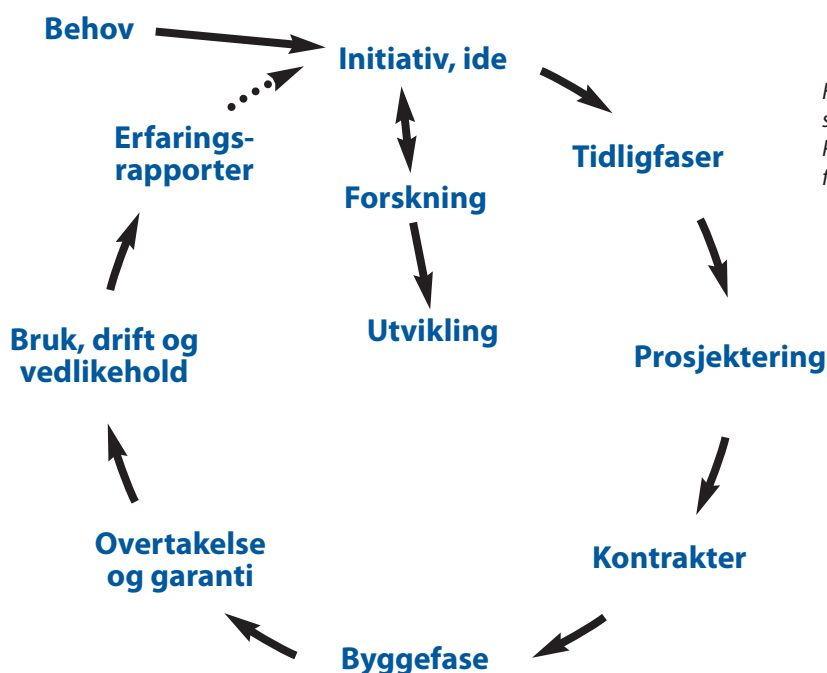 Behov
Initiativ, ide
Erfarings-
rapporter
Tidligfaser
Forskning
Utvikling
Bruk, drift og
vedlikehold
Prosjektering
Overtakelse
og garanti
Kontrakter
Byggefase